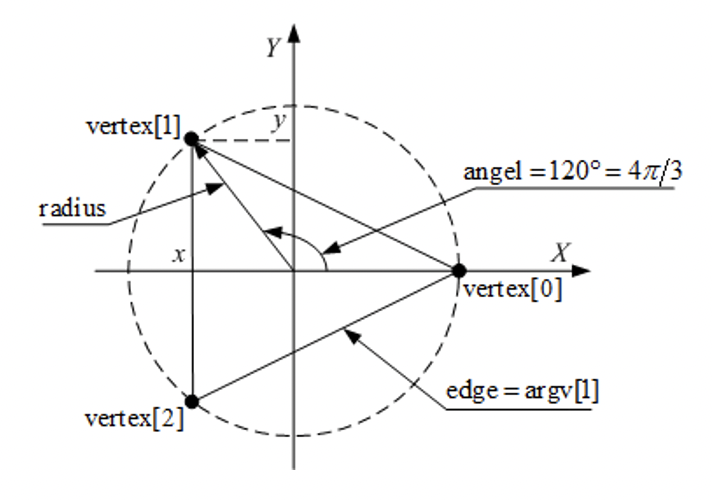 Y
vertex[1]
y
angel = 120° = 4π/3
radius
x
X
vertex[0]
edge = argv[1]
vertex[2]